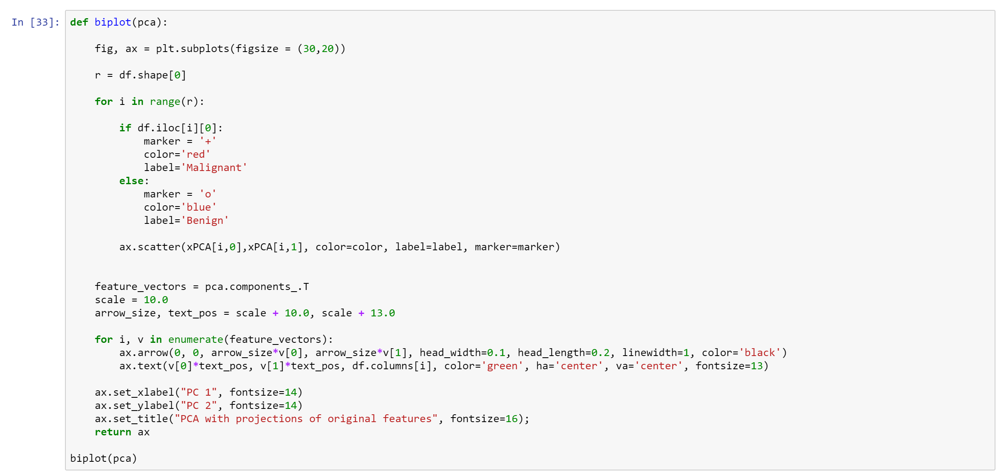 In [33]: def biplot(pca):
    fig, ax = plt.subplots(figsize = (30,20))
    r = df.shape[0]
    for i in range(r):
        if df.iloc[i][0]:
            marker = '+'
            color='red'
            label='Malignant'
        else:
            marker = 'o'
            color='blue'
            label='Benign'
        ax.scatter(xPCA[i,0],xPCA[i,1], color=color, label=label, marker=marker)
    feature_vectors = pca.components_.T
    scale = 10.0
    arrow_size, text_pos = scale + 10.0, scale + 13.0
    for i, v in enumerate(feature_vectors):
        ax.arrow(0, 0, arrow_size*v[0], arrow_size*v[1], head_width=0.1, head_length=0.2, linewidth=1, color='black')
        ax.text(v[0]*text_pos, v[1]*text_pos, df.columns[i], color='green', ha='center', va='center', fontsize=13)
    ax.set_xlabel("PC 1", fontsize=14)
    ax.set_ylabel("PC 2", fontsize=14)
    ax.set_title("PCA with projections of original features", fontsize=16);
    return ax
biplot(pca)